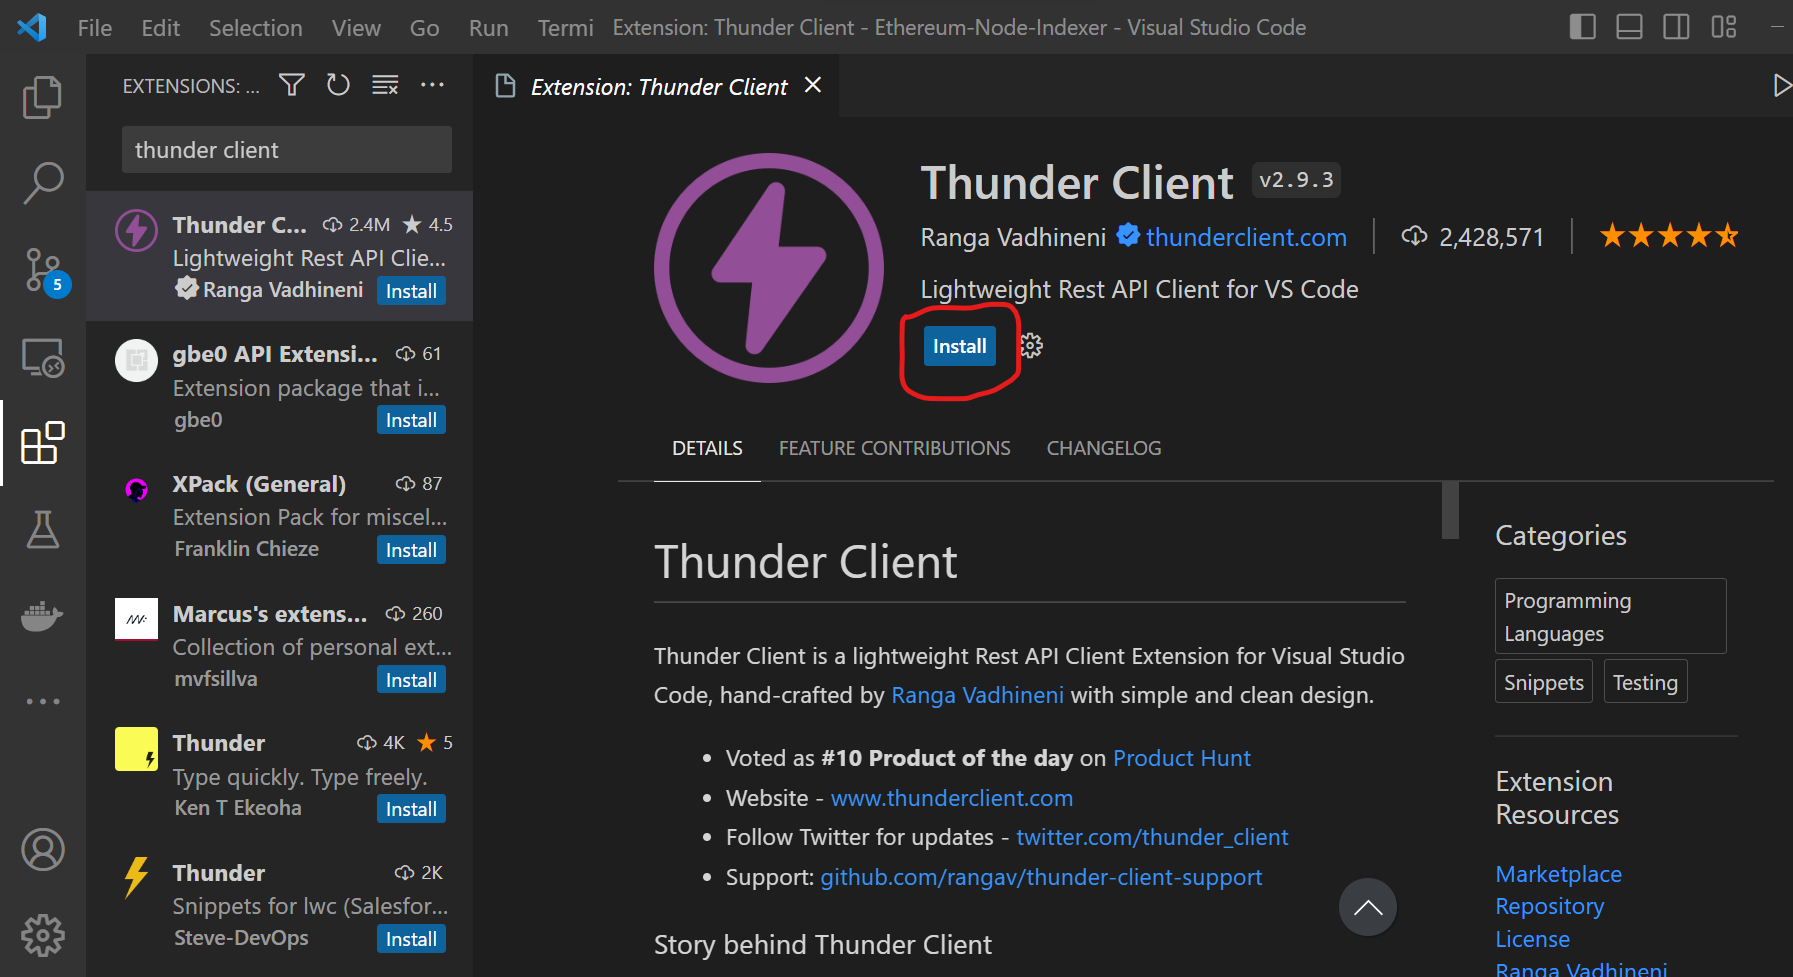 File Edit Selection View Go Run Termi Extension: Thunder Client - Ethereum-Node-Indexer - Visual Studio Code
EXTENSIONS: ...
Extension: Thunder Client
thunder client
Thunder C... 2.4M 4.5
Lightweight Rest API Clie...
Ranga Vadhineni Install
5
gbe0 API Extensi... 61
Extension package that i...
gbe0 Install
XPack (General) 87
Extension Pack for miscel...
Franklin Chieze Install
Marcus's extens... 260
Collection of personal ext...
mvfsillva Install
Thunder 4K 5
Type quickly. Type freely.
Ken T Ekeoha Install
Thunder 2K
Snippets for lwc (Salesfor...
Steve-DevOps Install
Thunder Client v2.9.3
Ranga Vadhineni thunderclient.com 2,428,571
Lightweight Rest API Client for VS Code
Install
DETAILS FEATURE CONTRIBUTIONS CHANGELOG
Thunder Client
Thunder Client is a lightweight Rest API Client Extension for Visual Studio
Code, hand-crafted by Ranga Vadhineni with simple and clean design.
• Voted as #10 Product of the day on Product Hunt
• Website - www.thunderclient.com
• Follow Twitter for updates - twitter.com/thunder_client
• Support: github.com/rangav/thunder-client-support
Story behind Thunder Client
Categories
Programming
Languages
Snippets Testing
Extension
Resources
Marketplace
Repository
License
Ranga Vadhineni